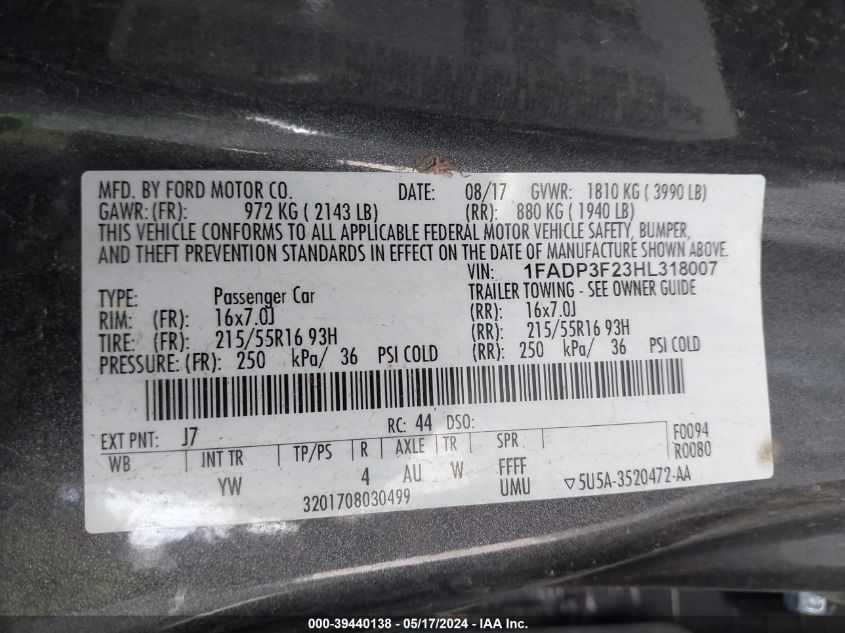 MFD. BY FORD MOTOR CO. DATE: 08/17 GVWR: 1810 KG ( 3990 LB)
GAWR: (FR): 972 KG ( 2143 LB) (RR): 880 KG ( 1940 LB)
THIS VEHICLE CONFORMS TO ALL APPLICABLE FEDERAL MOTOR VEHICLE SAFETY, BUMPER,
AND THEFT PREVENTION STANDARDS IN EFFECT ON THE DATE OF MANUFACTURE SHOWN ABOVE.
VIN: 1FADP3F23HL318007
TYPE: Passenger Car TRAILER TOWING - SEE OWNER GUIDE
RIM: (FR): 16x7.0J (RR): 16x7.0J
TIRE: (FR): 215/55R16 93H (RR): 215/55R16 93H
PRESSURE: (FR): 250 kPa/ 36 PSI COLD (RR): 250 kPa/ 36 PSI COLD
EXT PNT: J7 RC: 44 DSO: F0094
WB INT TR TP/PS R AXLE TR SPR R0080
YW 4 AU W FFFF
UMU ▽5U5A-3520472-AA
3201708030499
000-39440138 - 05/17/2024 - IAA Inc.